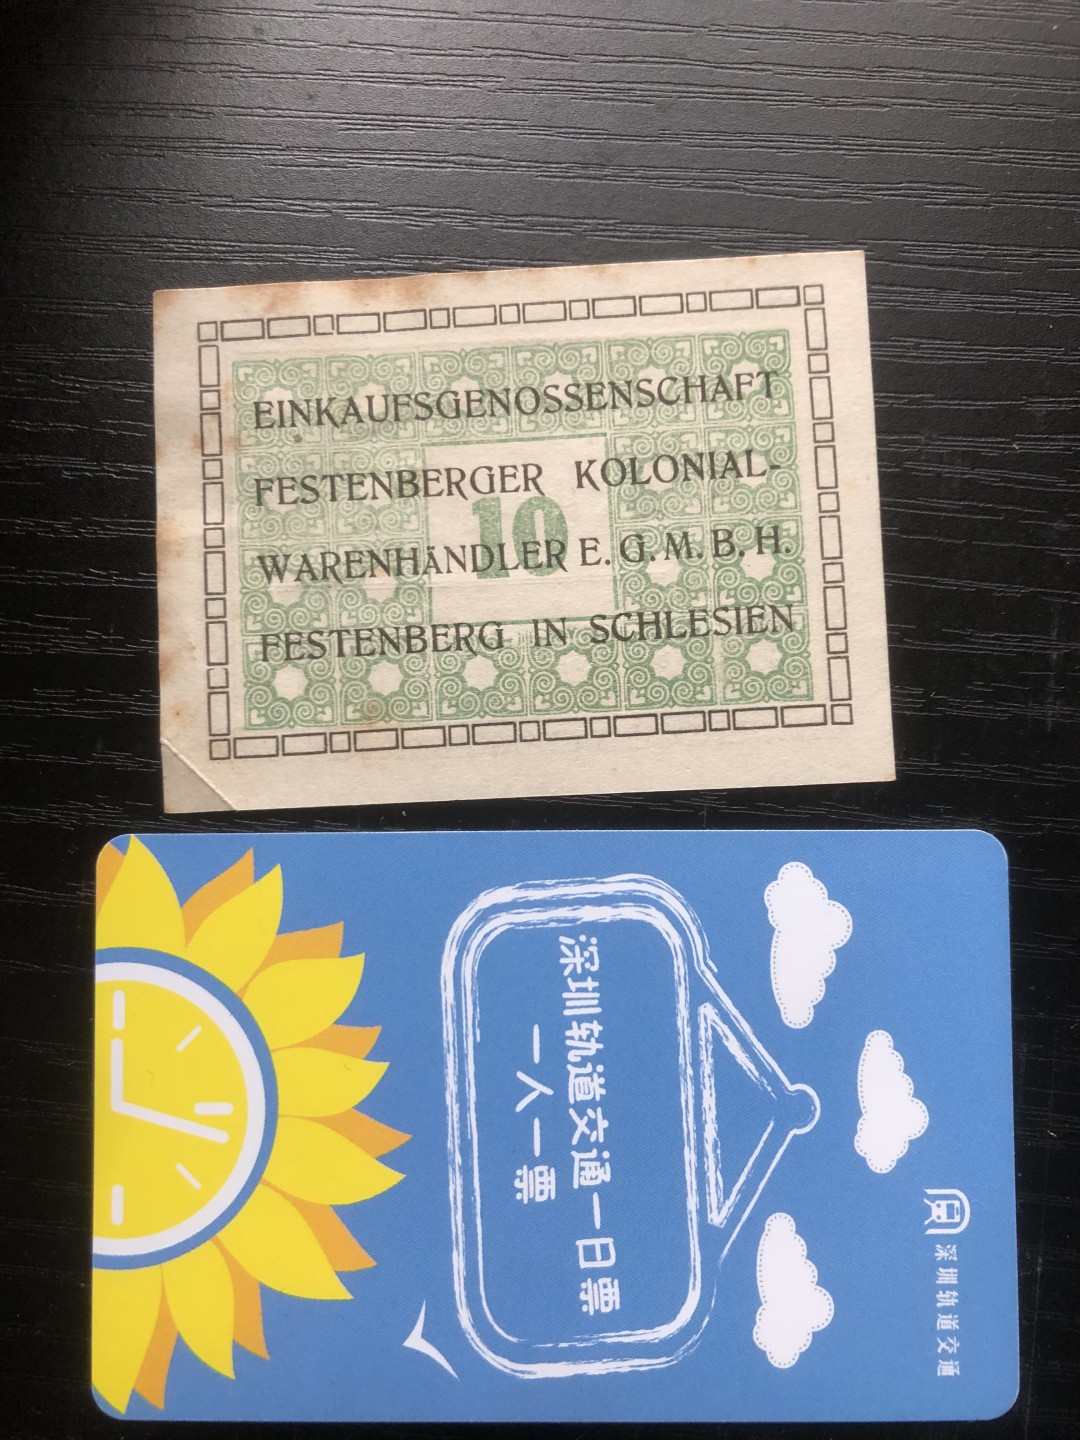 EINKAUFSGENOSSENSCHAFT
FESTENBERGER KOLONIAL-
10
WARENHÄNDLER E. G. M. B. H.
FESTENBERG IN SCHLESIEN
深圳轨道交通
深圳轨道交通一日票
一人一票